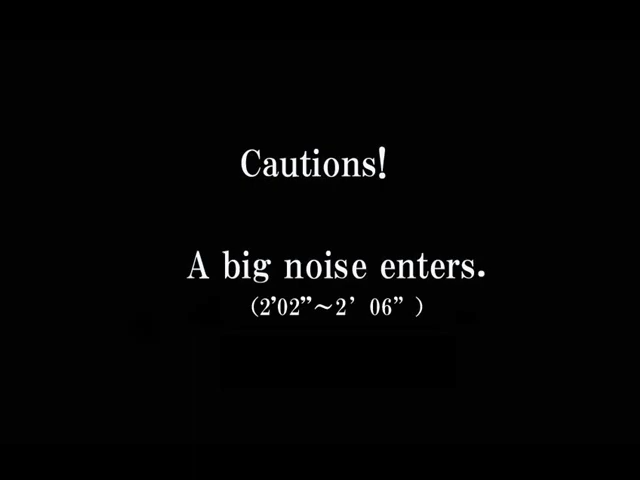 Cautions!
A big noise enters.
(2’02”～2’ 06” )